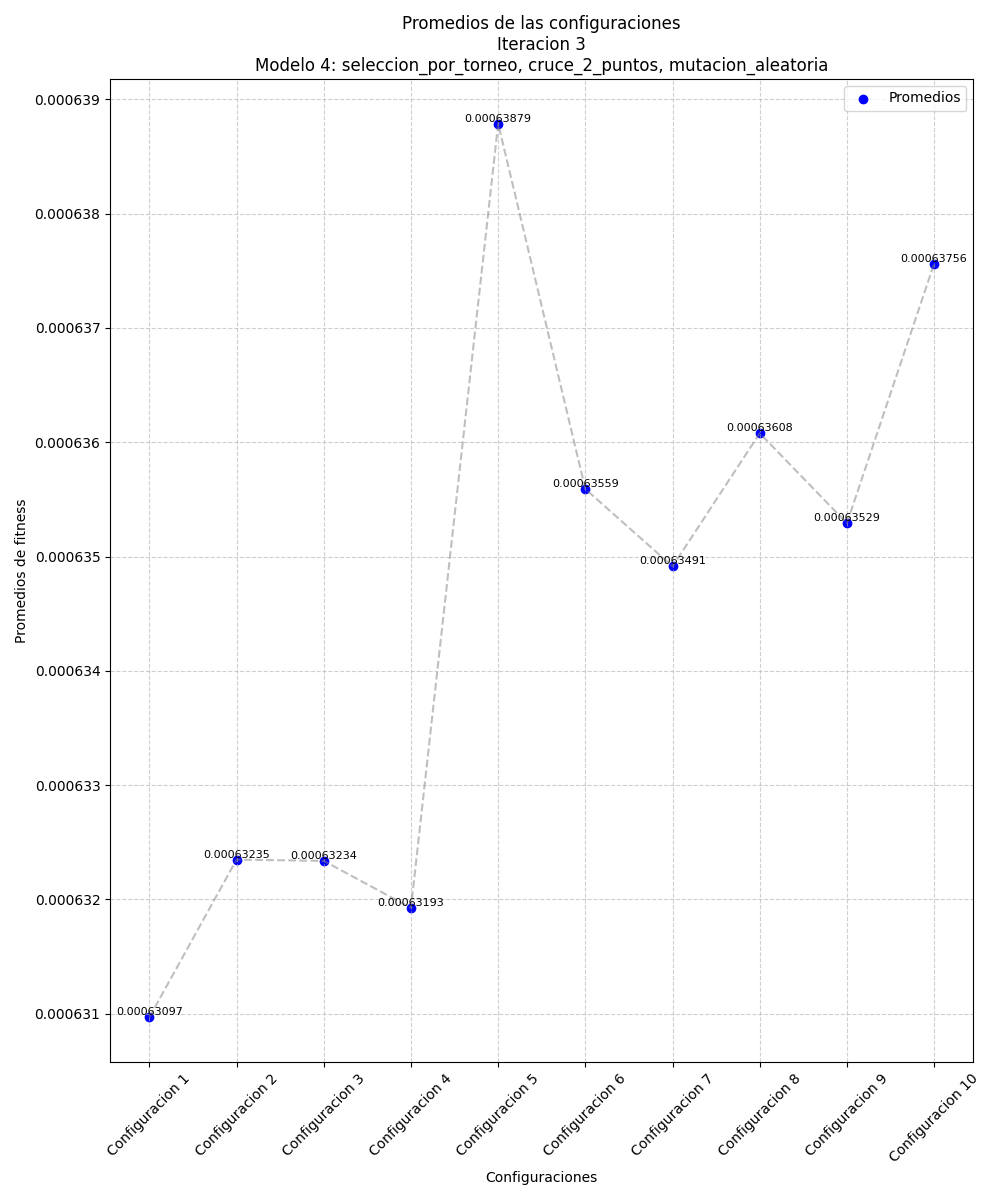 Promedios de las configuraciones
Iteracion 3
Modelo 4: seleccion_por_torneo, cruce_2_puntos, mutacion_aleatoria
Promedios
0.000639
0.000638
0.000637
0.000636
0.000635
0.000634
0.000633
0.000632
0.000631
Promedios de fitness
0.00063097
0.00063235
0.00063234
0.00063193
0.00063879
0.00063559
0.00063491
0.00063608
0.00063529
0.00063756
Configuracion 1
Configuracion 2
Configuracion 3
Configuracion 4
Configuracion 5
Configuracion 6
Configuracion 7
Configuracion 8
Configuracion 9
Configuracion 10
Configuraciones